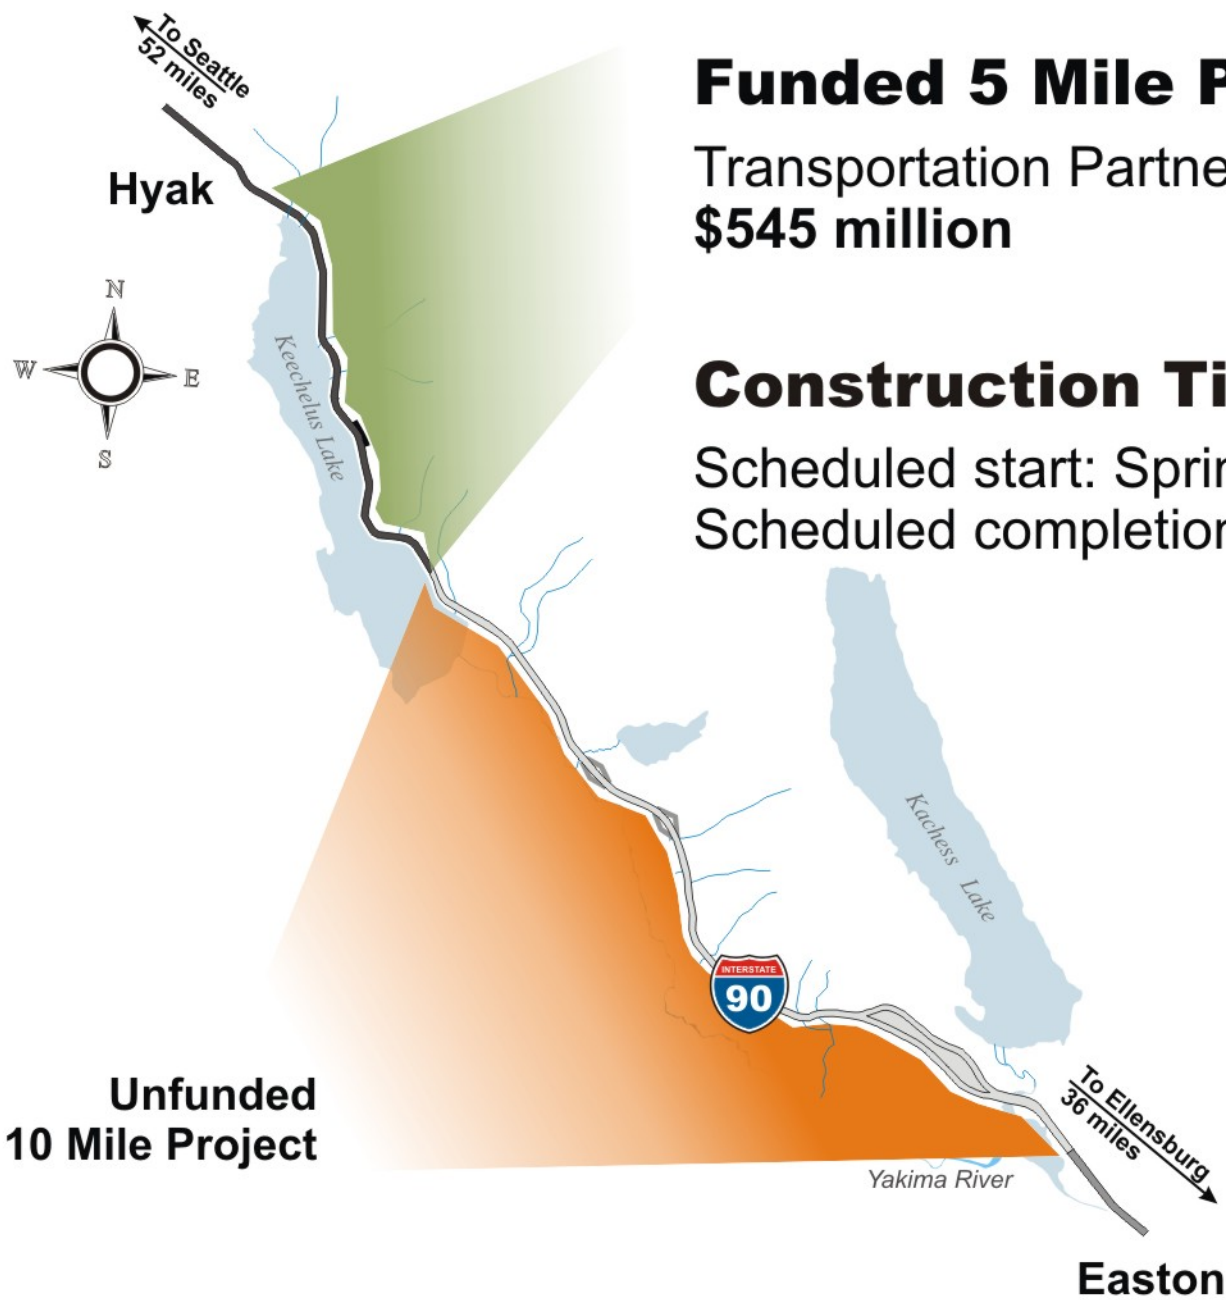 To Seattle
52 miles
Funded 5 Mile P
Transportation Partne
$545 million
Hyak
N
W
E
S
Keechelus Lake
Construction Ti
Scheduled start: Sprin
Scheduled completion
Kachess Lake
INTERSTATE
90
Unfunded
10 Mile Project
To Ellensburg
36 miles
Yakima River
Easton